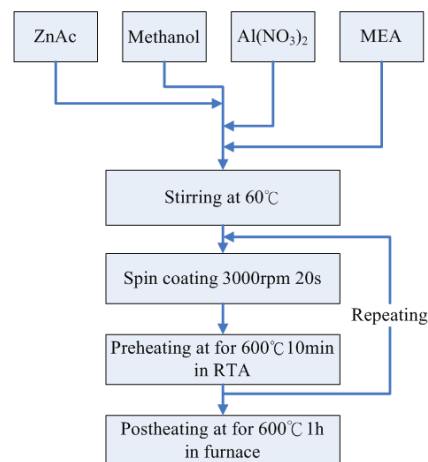 ZnAc
Methanol
Al(NO₃)₂
MEA
Stirring at 60℃
Spin coating 3000rpm 20s
Repeating
Preheating at for 600℃ 10min
in RTA
Postheating at for 600℃ 1h
in furnace